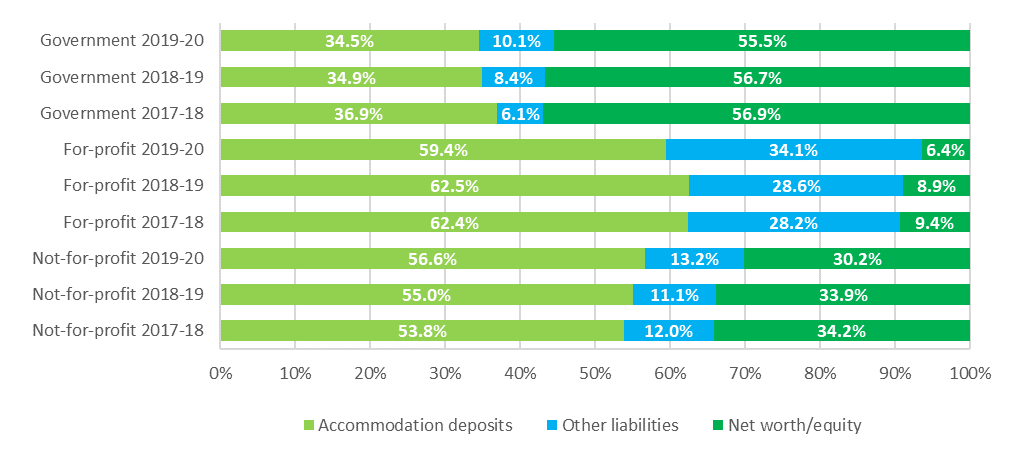 Government 2019-20 34.5% 10.1% 55.5%
Government 2018-19 34.9% 8.4% 56.7%
Government 2017-18 36.9% 6.1% 56.9%
For-profit 2019-20 59.4% 34.1% 6.4%
For-profit 2018-19 62.5% 28.6% 8.9%
For-profit 2017-18 62.4% 28.2% 9.4%
Not-for-profit 2019-20 56.6% 13.2% 30.2%
Not-for-profit 2018-19 55.0% 11.1% 33.9%
Not-for-profit 2017-18 53.8% 12.0% 34.2%
0% 10% 20% 30% 40% 50% 60% 70% 80% 90% 100%
Accommodation deposits Other liabilities Net worth/equity